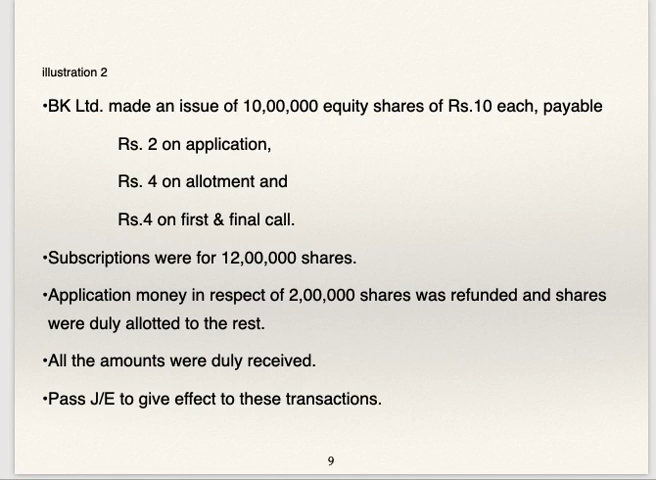 illustration 2
•BK Ltd. made an issue of 10,00,000 equity shares of Rs.10 each, payable
Rs. 2 on application,
Rs. 4 on allotment and
Rs.4 on first & final call.
•Subscriptions were for 12,00,000 shares.
•Application money in respect of 2,00,000 shares was refunded and shares
were duly allotted to the rest.
•All the amounts were duly received.
•Pass J/E to give effect to these transactions.
9